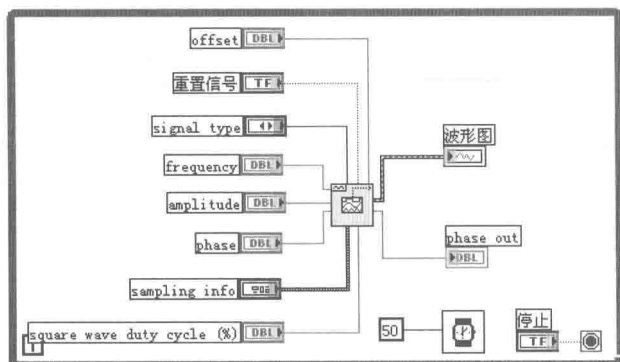 offset DBL
重置信号 TF
signal type
frequency DBL
amplitude DBL
phase DBL
sampling info
square wave duty cycle (%) DBL
i
波形图
phase out
DBL
50
停止
TF